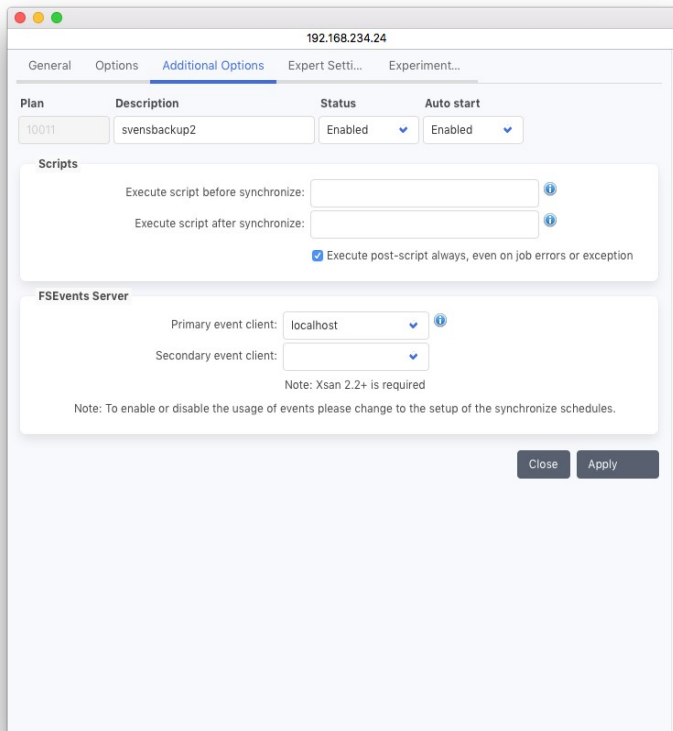 192.168.234.24
General Options Additional Options Expert Setti... Experiment...
Plan Description Status Auto start
10011 svensbackup2 Enabled Enabled
Scripts
Execute script before synchronize:
Execute script after synchronize:
Execute post-script always, even on job errors or exception
FSEvents Server
Primary event client: localhost
Secondary event client:
Note: Xsan 2.2+ is required
Note: To enable or disable the usage of events please change to the setup of the synchronize schedules.
Close Apply